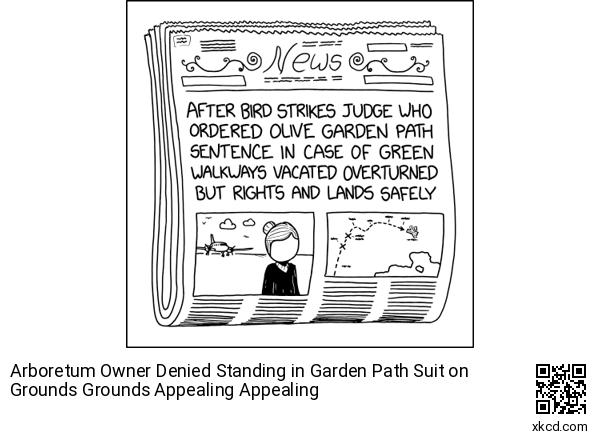 News
AFTER BIRD STRIKES JUDGE WHO
ORDERED OLIVE GARDEN PATH
SENTENCE IN CASE OF GREEN
WALKWAYS VACATED OVERTURNED
BUT RIGHTS AND LANDS SAFELY
Arboretum Owner Denied Standing in Garden Path Suit on
Grounds Grounds Appealing Appealing
xkcd.com